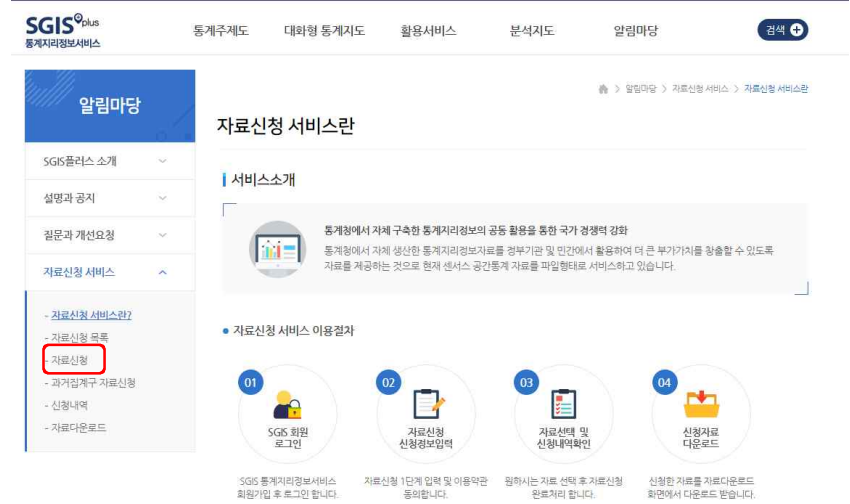 SGIS plus
통계지리정보서비스
통계주제도 대화형 통계지도 활용서비스 분석지도 알림마당 검색
알림마당 > 자료신청 서비스 > 자료신청 서비스란
알림마당
자료신청 서비스란
SGIS플러스 소개
설명과 공지
질문과 개선요청
자료신청 서비스
- 자료신청 서비스란?
- 자료신청 목록
- 자료신청
- 과거집계구 자료신청
- 신청내역
- 자료다운로드
서비스소개
통계청에서 자체 구축한 통계지리정보의 공동 활용을 통한 국가 경쟁력 강화
통계청에서 자체 생산한 통계지리정보자료를 정부기관 및 민간에서 활용하여 더 큰 부가가치를 창출할 수 있도록
자료를 제공하는 것으로 현재 센서스 공간통계 자료를 파일형태로 서비스하고 있습니다.
자료신청 서비스 이용절차
01
SGIS 회원
로그인
SGIS 통계지리정보서비스
회원가입 후 로그인 합니다.
02
자료신청
신청정보입력
자료신청 1단계 입력 및 이용약관
동의합니다.
03
자료선택 및
신청내역확인
원하시는 자료 선택 후 자료신청
완료처리 합니다.
04
신청자료
다운로드
신청한 자료를 자료다운로드
화면에서 다운로드 받습니다.